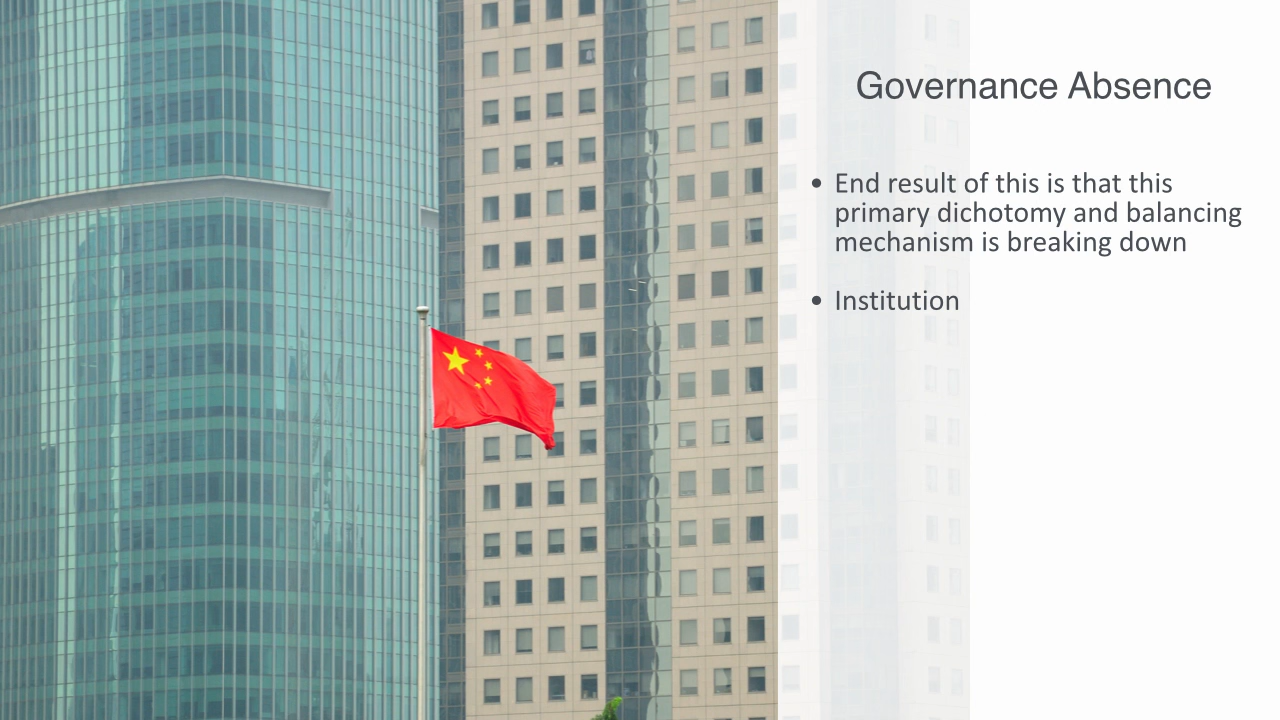 Governance Absence
• End result of this is that this
primary dichotomy and balancing
mechanism is breaking down
• Institution